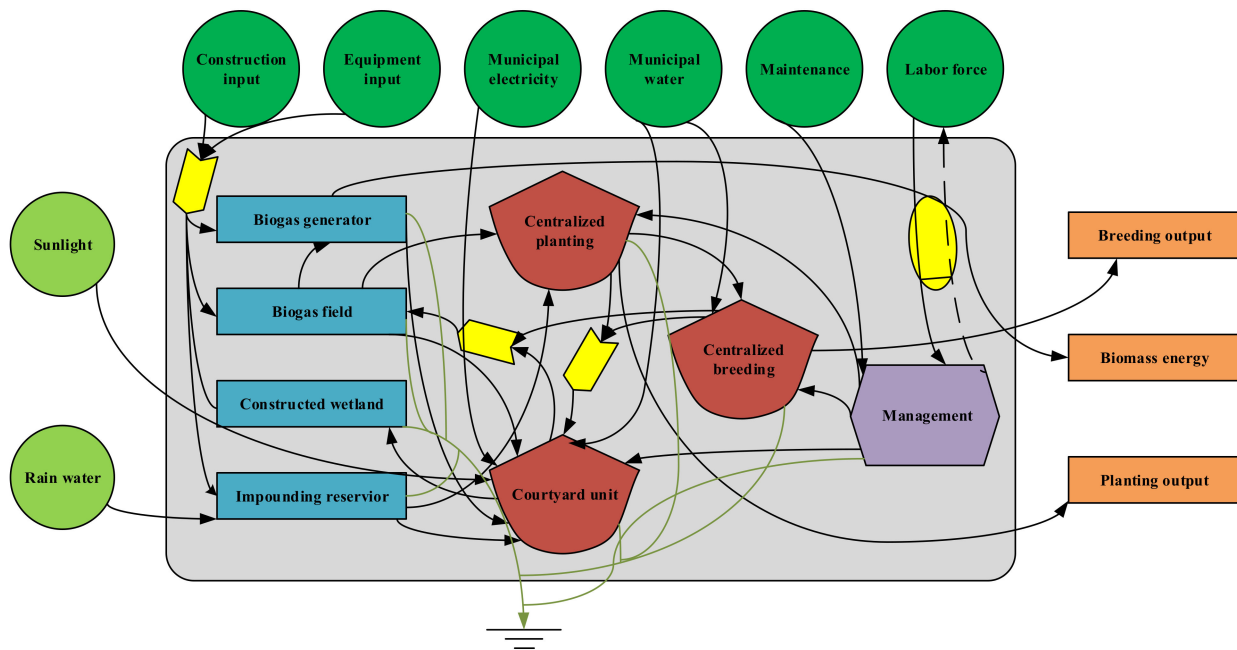 Construction
input
Equipment
input
Municipal
electricity
Municipal
water
Maintenance
Labor force
Sunlight
Rain water
Biogas generator
Biogas field
Constructed wetland
Impounding reservior
Centralized
planting
Centralized
breeding
Courtyard unit
Management
Breeding output
Biomass energy
Planting output